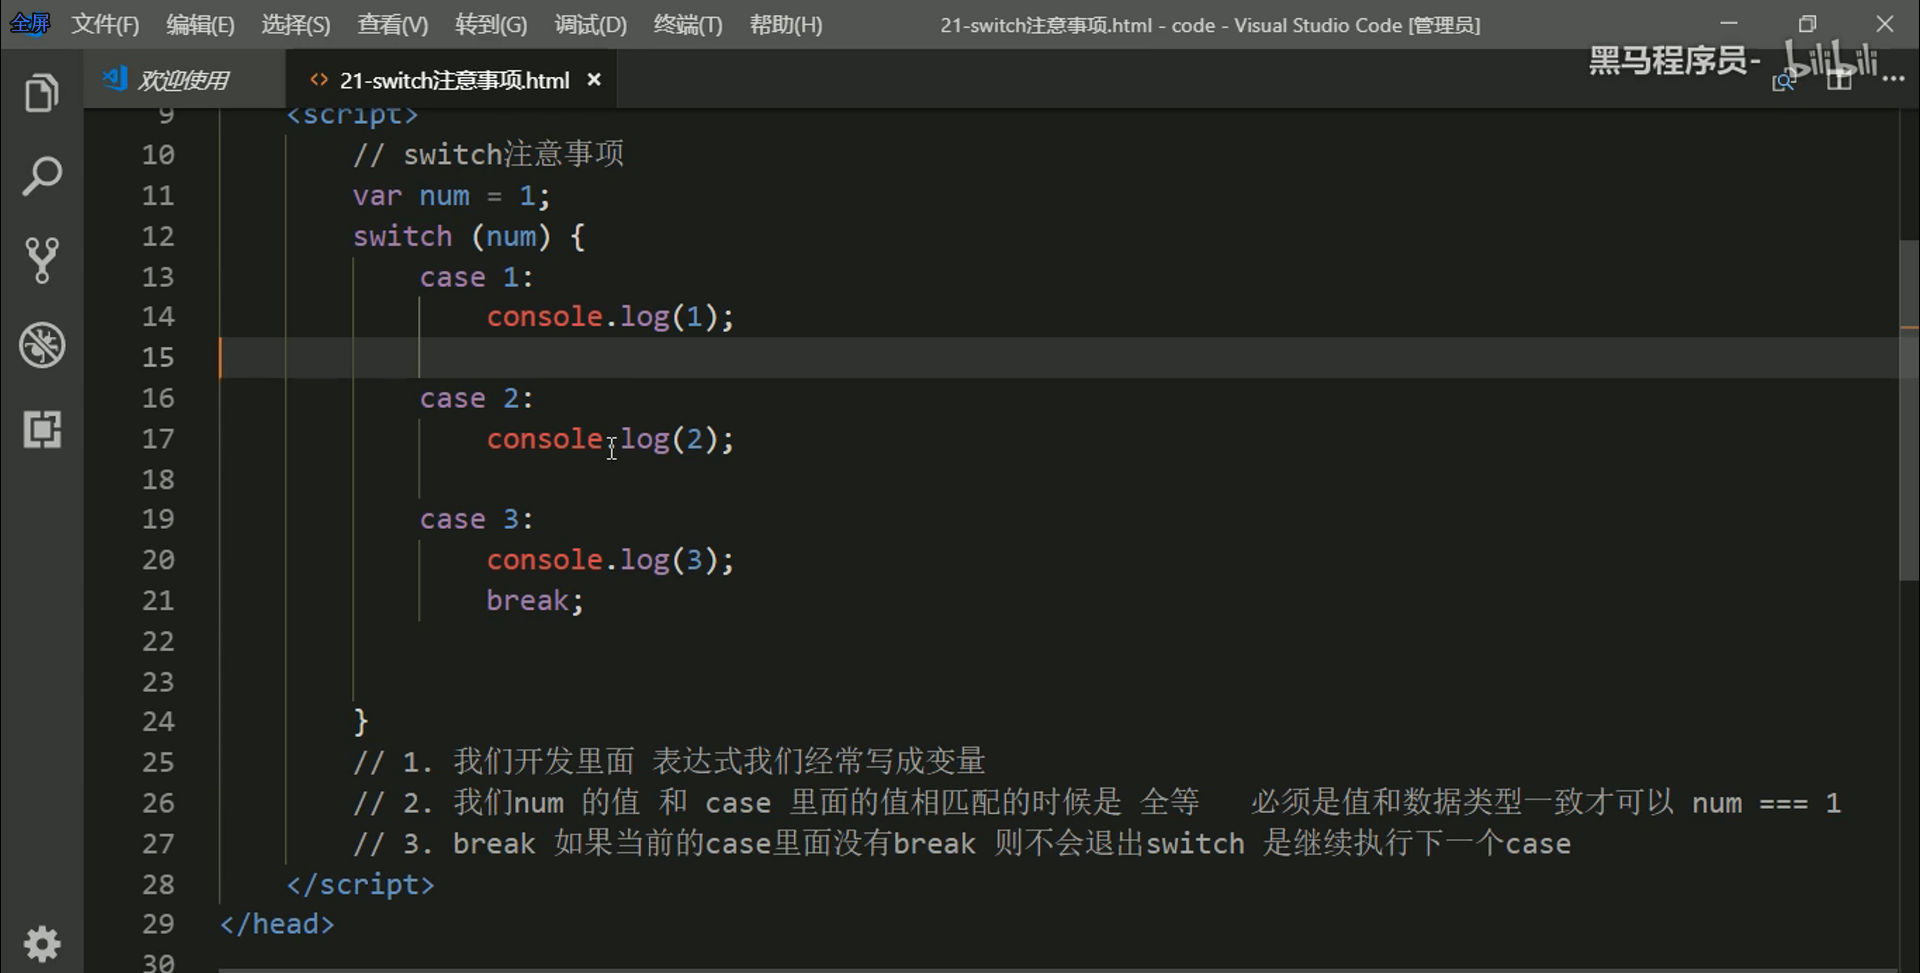 全屏 文件(F) 编辑(E) 选择(S) 查看(V) 转到(G) 调试(D) 终端(T) 帮助(H) 21-switch注意事项.html - code - Visual Studio Code [管理员]
黑马程序员- bilibili
欢迎使用 <> 21-switch注意事项.html ×
9 <script>
10 // switch注意事项
11 var num = 1;
12 switch (num) {
13 case 1:
14 console.log(1);
15
16 case 2:
17 console.log(2);
18
19 case 3:
20 console.log(3);
21 break;
22
23
24 }
25 // 1. 我们开发里面 表达式我们经常写成变量
26 // 2. 我们num 的值 和 case 里面的值相匹配的时候是 全等 必须是值和数据类型一致才可以 num === 1
27 // 3. break 如果当前的case里面没有break 则不会退出switch 是继续执行下一个case
28 </script>
29 </head>
30